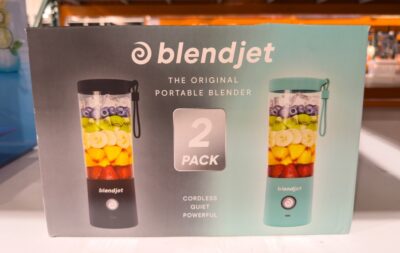 blendjet
THE ORIGINAL
PORTABLE BLENDER
2
PACK
blendjet
blendjet
CORDLESS
QUIET
POWERFUL